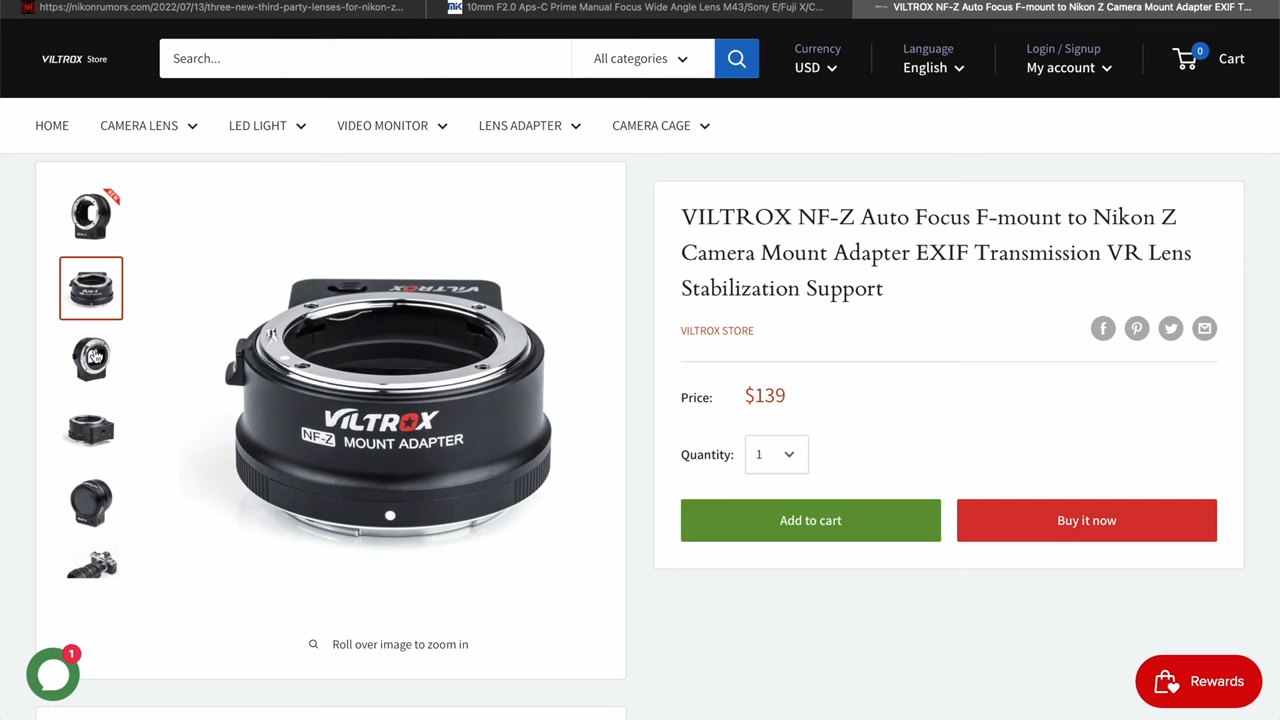 https://nikonrumors.com/2022/07/13/three-new-third-party-lenses-for-nikon-z...
10mm F2.0 Aps-C Prime Manual Focus Wide Angle Lens M43/Sony E/Fuji X/C...
VILTROX NF-Z Auto Focus F-mount to Nikon Z Camera Mount Adapter EXIF T...
VILTROX Store
Search...
All categories
Currency
USD
Language
English
Login / Signup
My account
0
Cart
HOME
CAMERA LENS
LED LIGHT
VIDEO MONITOR
LENS ADAPTER
CAMERA CAGE
NEW
VILTROX
VILTROX
NF-Z MOUNT ADAPTER
Roll over image to zoom in
VILTROX NF-Z Auto Focus F-mount to Nikon Z
Camera Mount Adapter EXIF Transmission VR Lens
Stabilization Support
VILTROX STORE
Price:
$139
Quantity:
1
Add to cart
Buy it now
1
Rewards